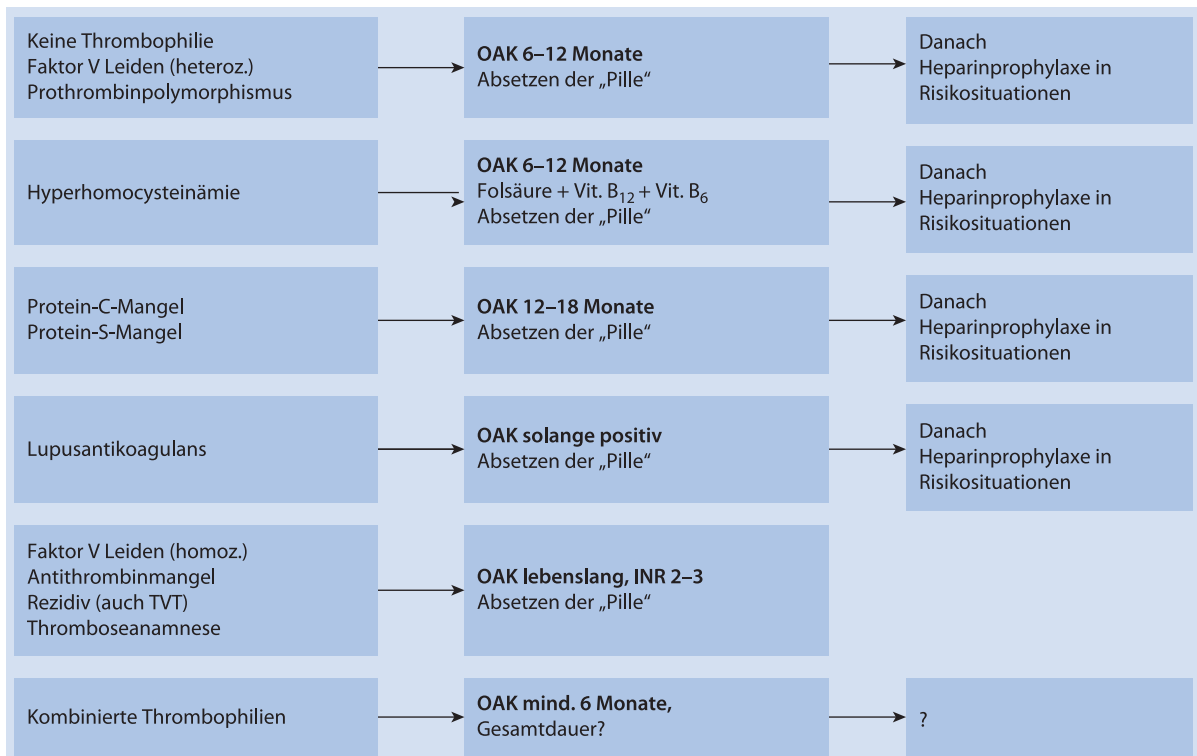 Keine Thrombophilie
Faktor V Leiden (heteroz.)
Prothrombinpolymorphismus
OAK 6–12 Monate
Absetzen der „Pille“
Danach
Heparinprophylaxe in
Risikosituationen
Hyperhomocysteinämie
OAK 6–12 Monate
Folsäure + Vit. B12 + Vit. B6
Absetzen der „Pille“
Danach
Heparinprophylaxe in
Risikosituationen
Protein-C-Mangel
Protein-S-Mangel
OAK 12–18 Monate
Absetzen der „Pille“
Danach
Heparinprophylaxe in
Risikosituationen
Lupusantikoagulans
OAK solange positiv
Absetzen der „Pille“
Danach
Heparinprophylaxe in
Risikosituationen
Faktor V Leiden (homoz.)
Antithrombinmangel
Rezidiv (auch TVT)
Thromboseanamnese
OAK lebenslang, INR 2–3
Absetzen der „Pille“
Kombinierte Thrombophilien
OAK mind. 6 Monate,
Gesamtdauer?
?